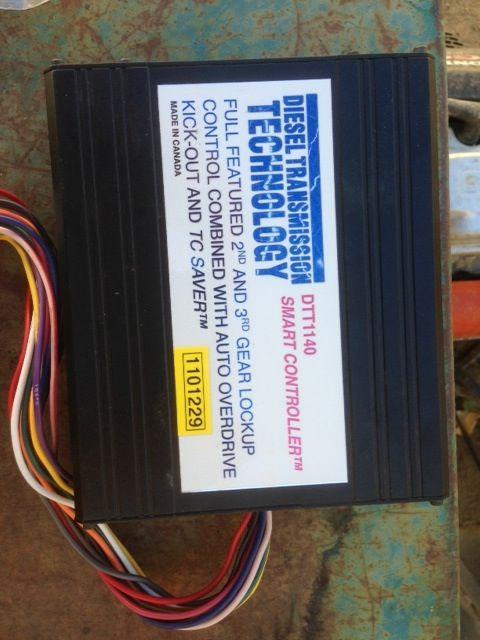 DIESEL TRANSMISSION
TECHNOLOGY
DTT1140
SMART CONTROLLER™
FULL FEATURED 2ND AND 3RD GEAR LOCKUP
CONTROL COMBINED WITH AUTO OVERDRIVE
KICK-OUT AND TC SAVER™
MADE IN CANADA
1101229